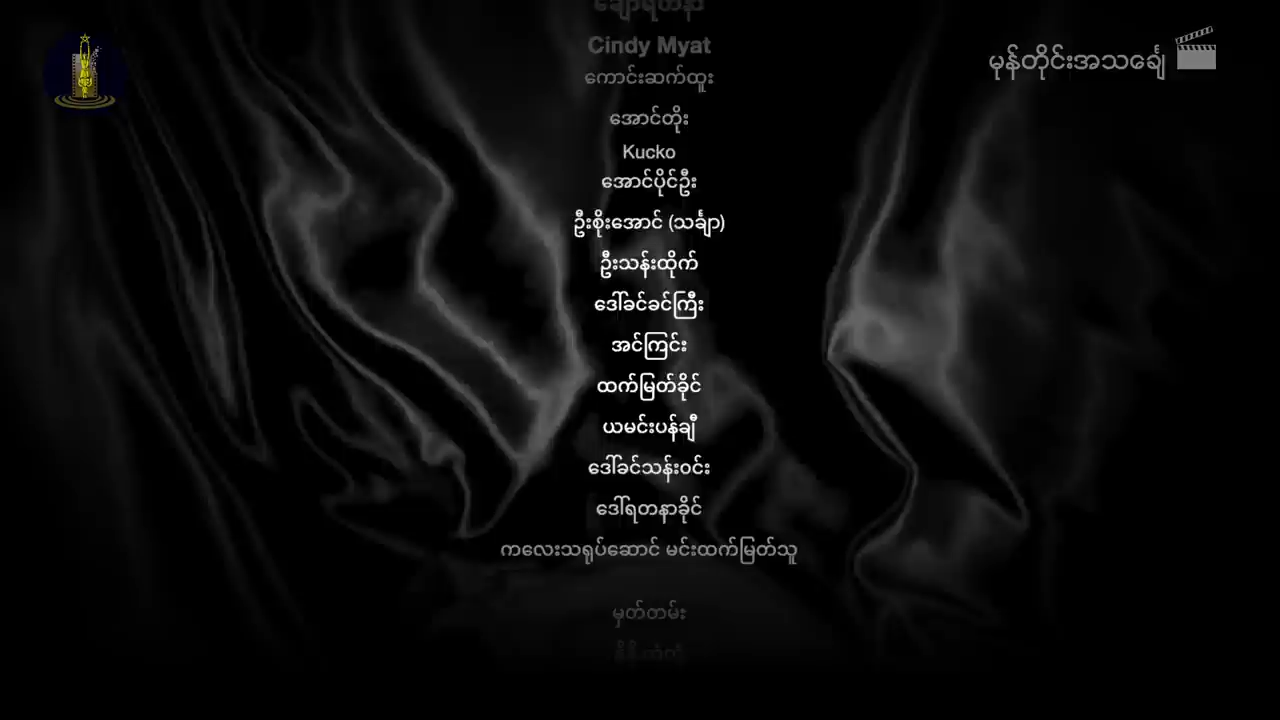 ချောရတနာ
Cindy Myat
မုန်တိုင်းအသချေႋ
ကောင်းဆက်ထူး
အောင်တိုး
Kucko
အောင်ပိုင်ဦး
ဦးစိုးအောင် (သင်္ချာ)
ဦးသန်းထိုက်
ဒေါ်ခင်ခင်ကြီး
အင်ကြင်း
ထက်မြတ်ခိုင်
ယမင်းပန်ချီ
ဒေါ်ခင်သန်းဝင်း
ဒေါ်ရတနာခိုင်
ကလေးသရုပ်ဆောင် မင်းထက်မြတ်သူ
မှတ်တမ်း